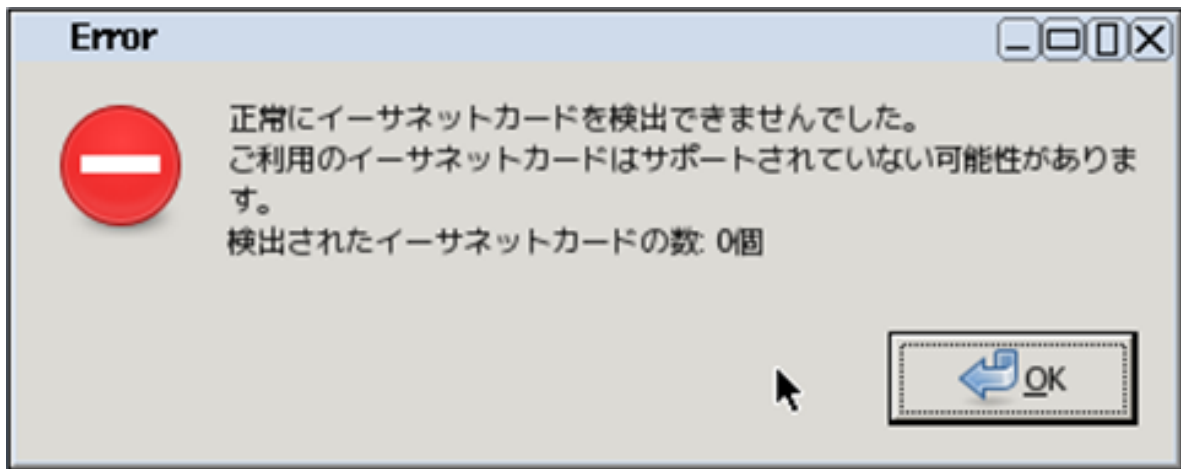 Error
正常にイーサネットカードを検出できませんでした。
ご利用のイーサネットカードはサポートされていない可能性がありま
す。
検出されたイーサネットカードの数: 0個
OK